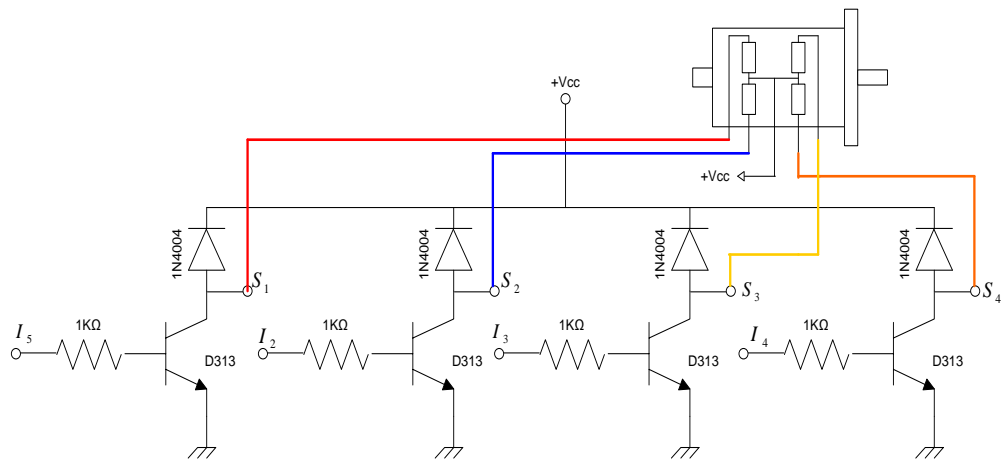 +Vcc
+Vcc
1N4004
1N4004
1N4004
1N4004
S1
S2
S3
S4
I5
1KΩ
D313
I2
1KΩ
D313
I3
1KΩ
D313
I4
1KΩ
D313